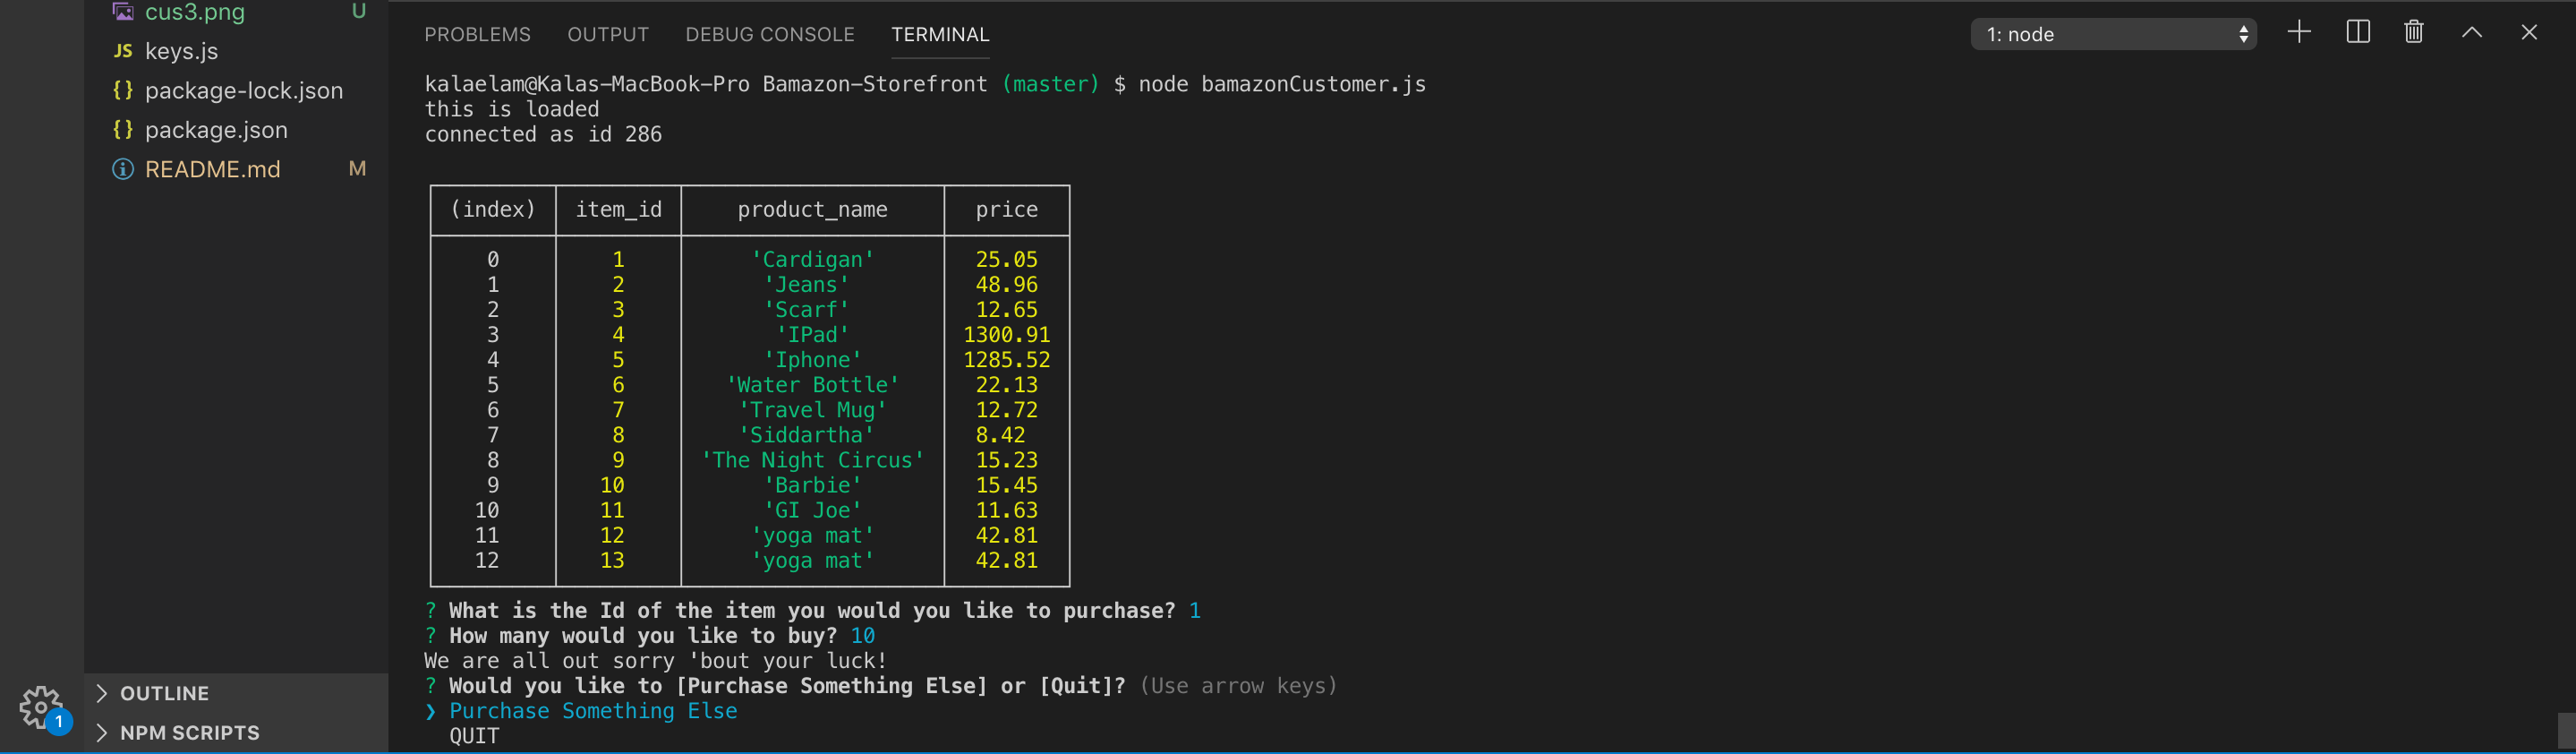 cus3.png U
keys.js
package-lock.json
package.json
README.md M
OUTLINE
NPM SCRIPTS
1
PROBLEMS OUTPUT DEBUG CONSOLE TERMINAL 1: node
kalaelam@Kalas-MacBook-Pro Bamazon-Storefront (master) $ node bamazonCustomer.js
this is loaded
connected as id 286
(index) item_id product_name price
0 1 'Cardigan' 25.05
1 2 'Jeans' 48.96
2 3 'Scarf' 12.65
3 4 'IPad' 1300.91
4 5 'Iphone' 1285.52
5 6 'Water Bottle' 22.13
6 7 'Travel Mug' 12.72
7 8 'Siddartha' 8.42
8 9 'The Night Circus' 15.23
9 10 'Barbie' 15.45
10 11 'GI Joe' 11.63
11 12 'yoga mat' 42.81
12 13 'yoga mat' 42.81
? What is the Id of the item you would you like to purchase? 1
? How many would you like to buy? 10
We are all out sorry 'bout your luck!
? Would you like to [Purchase Something Else] or [Quit]? (Use arrow keys)
❯ Purchase Something Else
QUIT